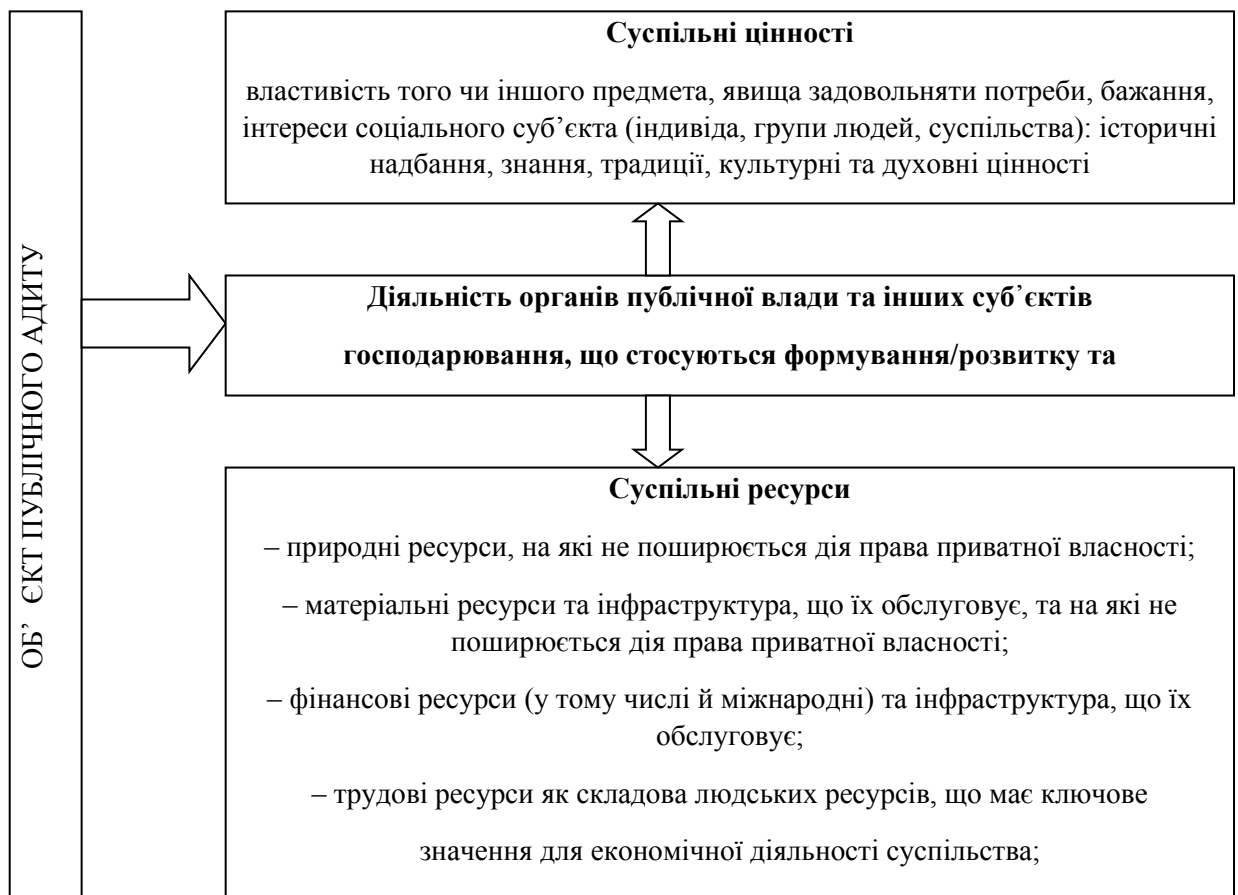 ОБ’ ЄКТ ПУБЛІЧНОГО АДИТУ
Суспільні цінності
властивість того чи іншого предмета, явища задовольняти потреби, бажання,
інтереси соціального суб’єкта (індивіда, групи людей, суспільства): історичні
надбання, знання, традиції, культурні та духовні цінності
Діяльність органів публічної влади та інших суб’єктів
господарювання, що стосуються формування/розвитку та
Суспільні ресурси
– природні ресурси, на які не поширюється дія права приватної власності;
– матеріальні ресурси та інфраструктура, що їх обслуговує, та на які не
поширюється дія права приватної власності;
– фінансові ресурси (у тому числі й міжнародні) та інфраструктура, що їх
обслуговує;
– трудові ресурси як складова людських ресурсів, що має ключове
значення для економічної діяльності суспільства;